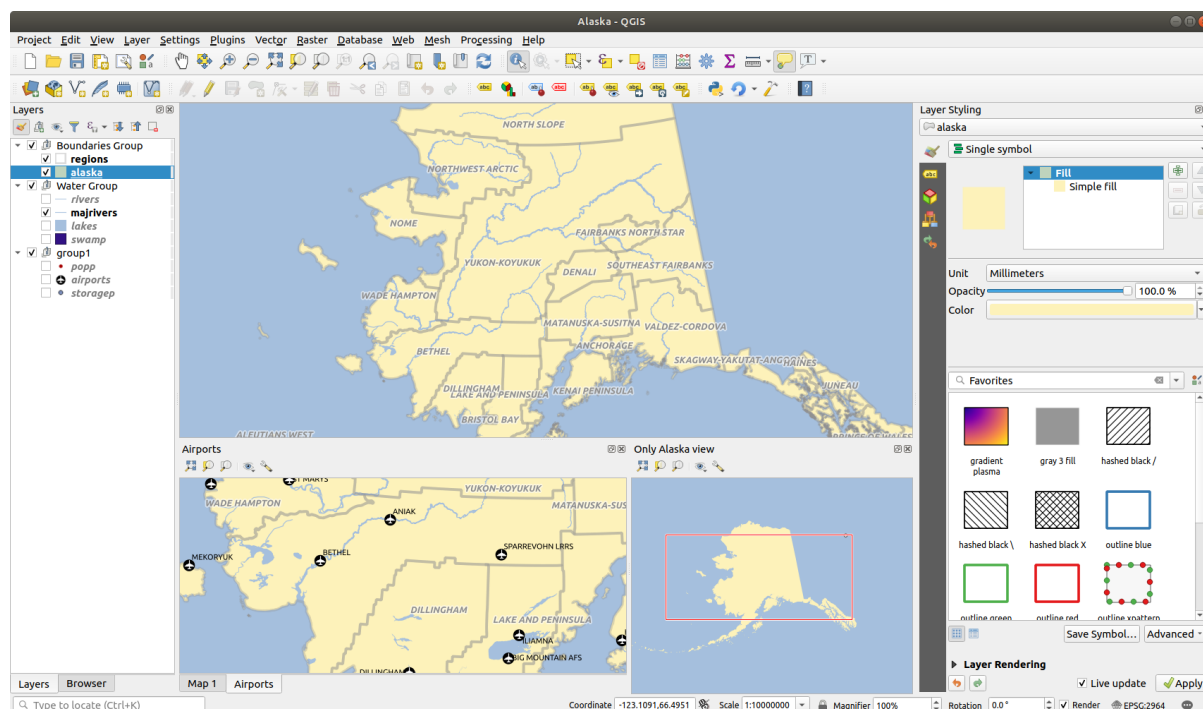 Alaska - QGIS
Project Edit View Layer Settings Plugins Vector Raster Database Web Mesh Processing Help
Layers
Boundaries Group
regions
alaska
Water Group
rivers
majrivers
lakes
swamp
group1
popp
airports
storagep
Layers Browser
NORTH SLOPE
NORTHWEST ARCTIC
NOME
FAIRBANKS NORTH STAR
YUKON-KOYUKUK
DENALI
SOUTHEAST FAIRBANKS
WADE HAMPTON
MATANUSKA-SUSITNA
VALDEZ-CORDOVA
ANCHORAGE
BETHEL
SKAGWAY-YAKUTAT-ANGOON
HAINES
DILLINGHAM
LAKE AND PENINSULA
KENAI PENINSULA
JUNEAU
BRISTOL BAY
ALEUTIANS WEST
Airports
ST MARYS
YUKON-KOYUKUK
WADE HAMPTON
MATANUSKA-SUS
ANIAK
BETHEL
SPARREVOHN LRRS
MEKORYUK
DILLINGHAM
LAKE AND PENINSULA
ILIAMNA
BIG MOUNTAIN AFS
DILLINGHAM
Map 1 Airports
Only Alaska view
Layer Styling
alaska
Single symbol
Fill
Simple fill
Unit Millimeters
Opacity 100.0 %
Color
Favorites
gradient plasma
gray 3 fill
hashed black /
hashed black \
hashed black X
outline blue
outline green
outline red
outline xpattern
Save Symbol... Advanced
Layer Rendering
Live update Apply
Type to locate (Ctrl+K)
Coordinate -123.1091,66.4951 Scale 1:10000000 Magnifier 100% Rotation 0.0 ° Render EPSG:2964